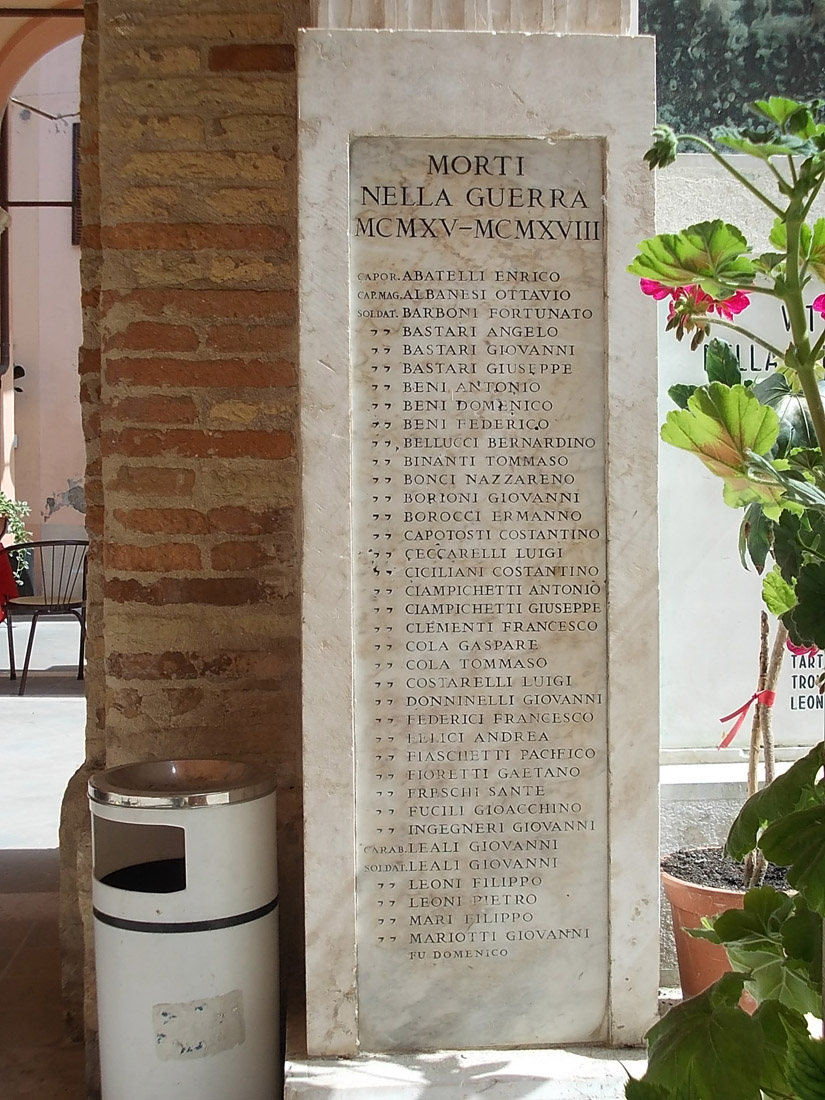 MORTI
NELLA GUERRA
MCMXV-MCMXVIII
CAPOR. ABATELLI ENRICO
CAP.MAG. ALBANESI OTTAVIO
SOLDAT. BARBONI FORTUNATO
" BASTARI ANGELO
" BASTARI GIOVANNI
" BASTARI GIUSEPPE
" BENI ANTONIO
" BENI DOMENICO
" BENI FEDERICO
" BELLUCCI BERNARDINO
" BINANTI TOMMASO
" BONCI NAZZARENO
" BORIONI GIOVANNI
" BOROCCI ERMANNO
" CAPOTOSTI COSTANTINO
" CECCARELLI LUIGI
" CICILIANI COSTANTINO
" CIAMPICHETTI ANTONIO
" CIAMPICHETTI GIUSEPPE
" CLEMENTI FRANCESCO
" COLA GASPARE
" COLA TOMMASO
" COSTARELLI LUIGI
" DONNINELLI GIOVANNI
" FEDERICI FRANCESCO
" FELICI ANDREA
" FIASCHETTI PACIFICO
" FIORETTI GAETANO
" FRESCHI SANTE
" FUCILI GIOACCHINO
" INGEGNERI GIOVANNI
CARAB. LEALI GIOVANNI
SOLDAT. LEALI GIOVANNI
" LEONI FILIPPO
" LEONI PIETRO
" MARI FILIPPO
" MARIOTTI GIOVANNI
FU DOMENICO
TART
TRO
LEON